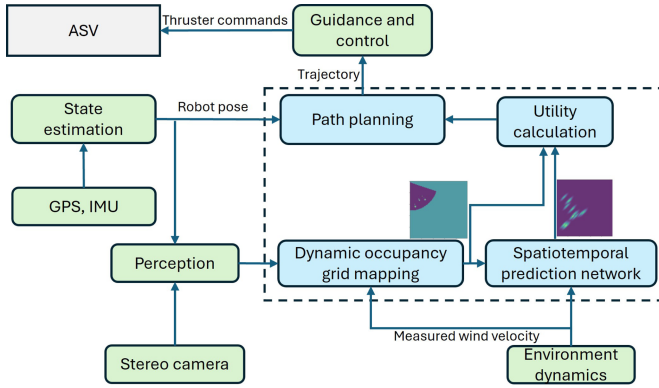 ASV
Thruster commands
Guidance and
control
Trajectory
State
estimation
Robot pose
Path planning
Utility
calculation
GPS, IMU
Perception
Dynamic occupancy
grid mapping
Spatiotemporal
prediction network
Measured wind velocity
Stereo camera
Environment
dynamics